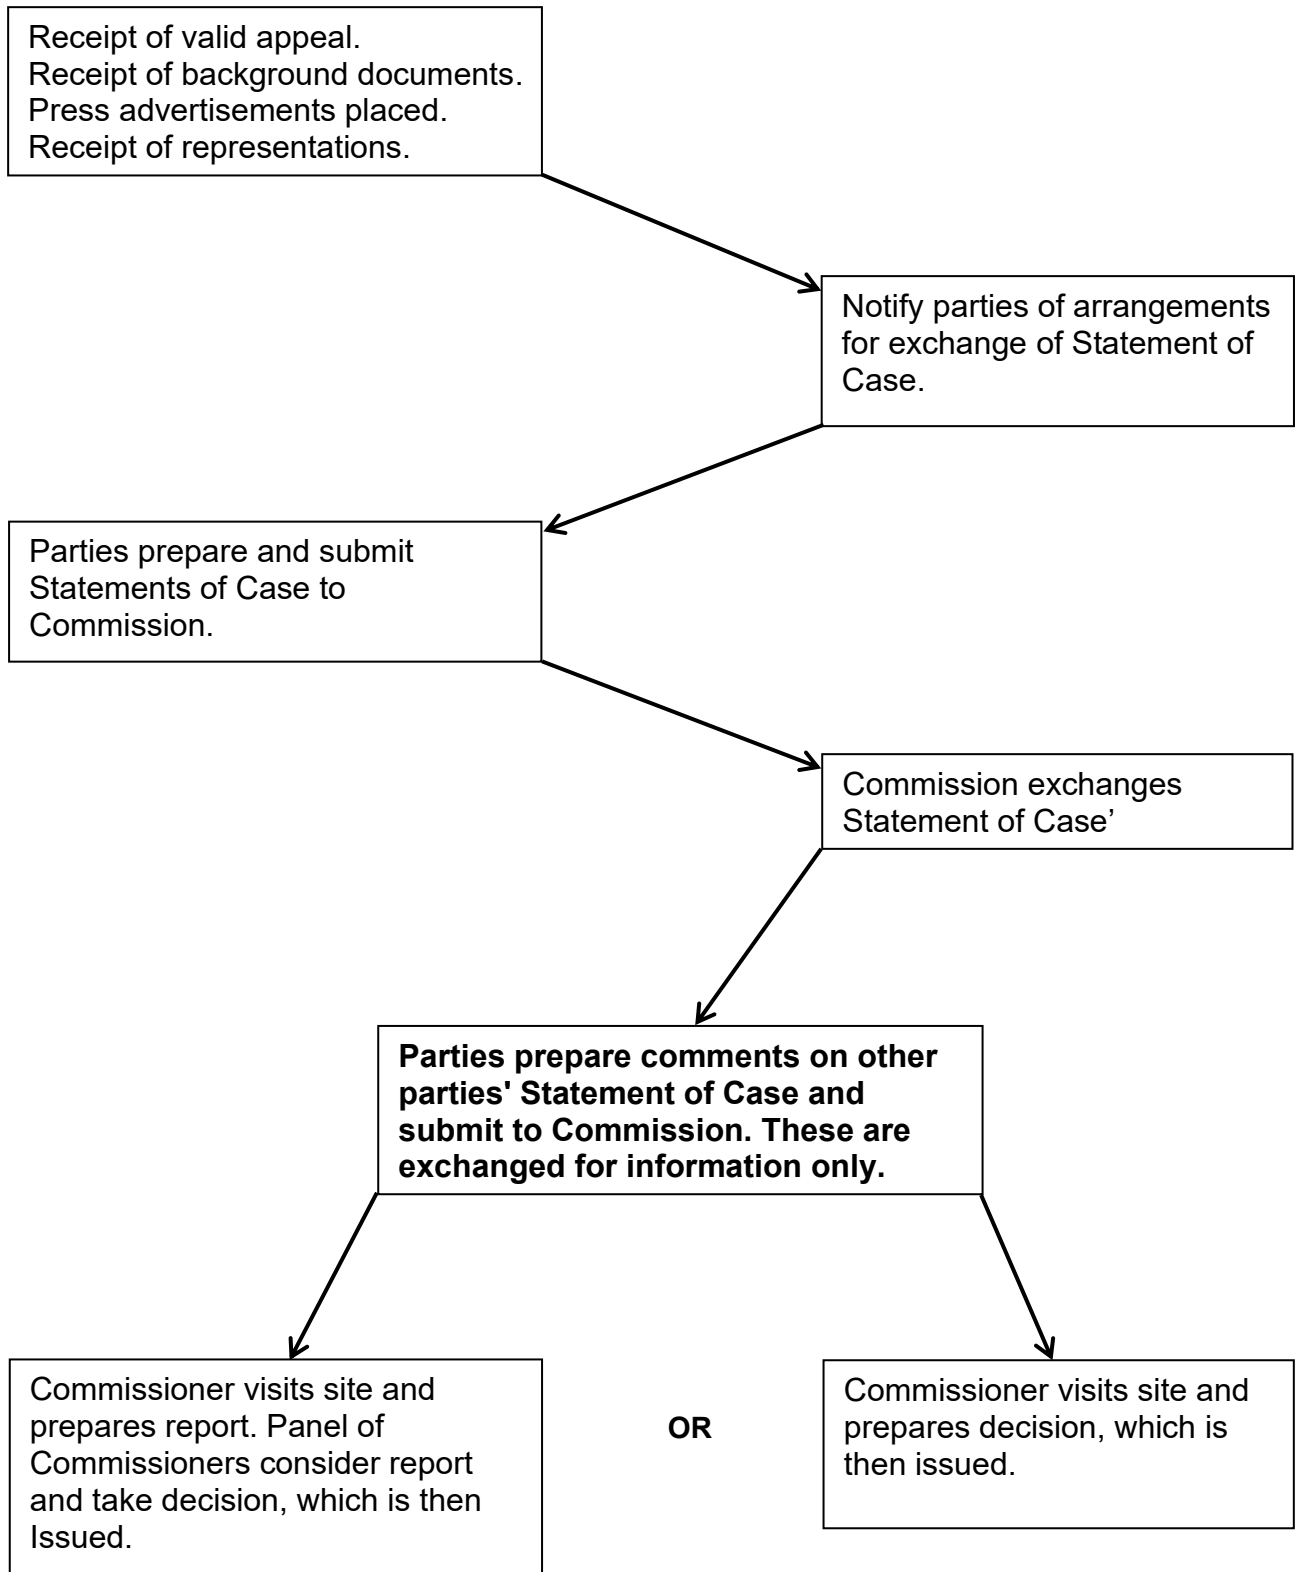 Receipt of valid appeal.
Receipt of background documents.
Press advertisements placed.
Receipt of representations.
Notify parties of arrangements
for exchange of Statement of
Case.
Parties prepare and submit
Statements of Case to
Commission.
Commission exchanges
Statement of Case’
Parties prepare comments on other
parties' Statement of Case and
submit to Commission. These are
exchanged for information only.
Commissioner visits site and
prepares report. Panel of
Commissioners consider report
and take decision, which is then
Issued.
OR
Commissioner visits site and
prepares decision, which is
then issued.